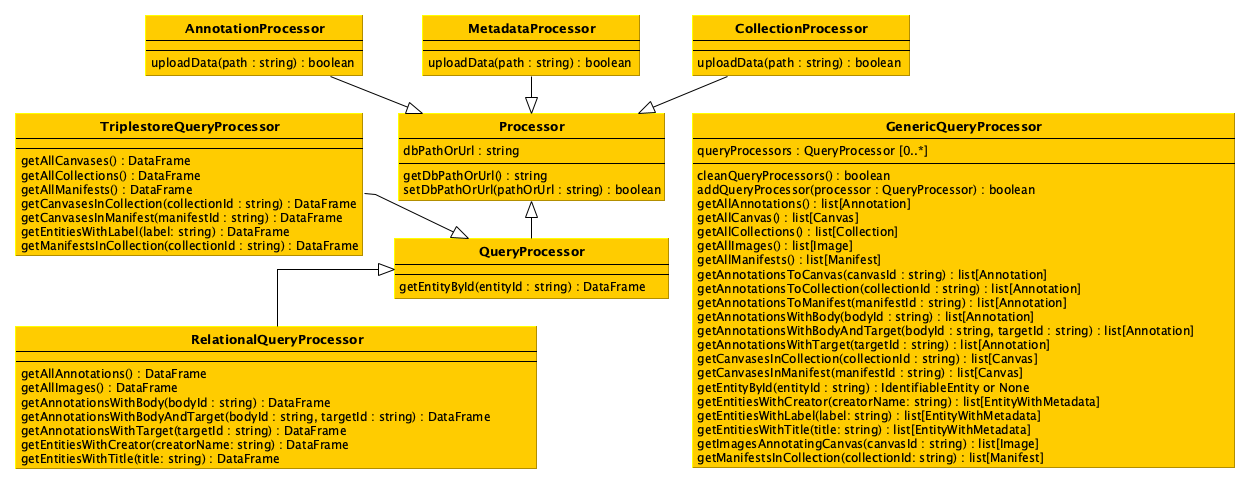 AnnotationProcessor
uploadData(path : string) : boolean
MetadataProcessor
uploadData(path : string) : boolean
CollectionProcessor
uploadData(path : string) : boolean
TriplestoreQueryProcessor
getAllCanvases() : DataFrame
getAllCollections() : DataFrame
getAllManifests() : DataFrame
getCanvasesInCollection(collectionId : string) : DataFrame
getCanvasesInManifest(manifestId : string) : DataFrame
getEntitiesWithLabel(label: string) : DataFrame
getManifestsInCollection(collectionId : string) : DataFrame
Processor
dbPathOrUrl : string
getDbPathOrUrl() : string
setDbPathOrUrl(pathOrUrl : string) : boolean
QueryProcessor
getEntityById(entityId : string) : DataFrame
RelationalQueryProcessor
getAllAnnotations() : DataFrame
getAllImages() : DataFrame
getAnnotationsWithBody(bodyId : string) : DataFrame
getAnnotationsWithBodyAndTarget(bodyId : string, targetId : string) : DataFrame
getAnnotationsWithTarget(targetId : string) : DataFrame
getEntitiesWithCreator(creatorName: string) : DataFrame
getEntitiesWithTitle(title: string) : DataFrame
GenericQueryProcessor
queryProcessors : QueryProcessor [0..*]
cleanQueryProcessors() : boolean
addQueryProcessor(processor : QueryProcessor) : boolean
getAllAnnotations() : list[Annotation]
getAllCanvas() : list[Canvas]
getAllCollections() : list[Collection]
getAllImages() : list[Image]
getAllManifests() : list[Manifest]
getAnnotationsToCanvas(canvasId : string) : list[Annotation]
getAnnotationsToCollection(collectionId : string) : list[Annotation]
getAnnotationsToManifest(manifestId : string) : list[Annotation]
getAnnotationsWithBody(bodyId : string) : list[Annotation]
getAnnotationsWithBodyAndTarget(bodyId : string, targetId : string) : list[Annotation]
getAnnotationsWithTarget(targetId : string) : list[Annotation]
getCanvasesInCollection(collectionId : string) : list[Canvas]
getCanvasesInManifest(manifestId : string) : list[Canvas]
getEntityById(entityId : string) : IdentifiableEntity or None
getEntitiesWithCreator(creatorName: string) : list[EntityWithMetadata]
getEntitiesWithLabel(label: string) : list[EntityWithMetadata]
getEntitiesWithTitle(title: string) : list[EntityWithMetadata]
getImagesAnnotatingCanvas(canvasId : string) : list[Image]
getManifestsInCollection(collectionId: string) : list[Manifest]